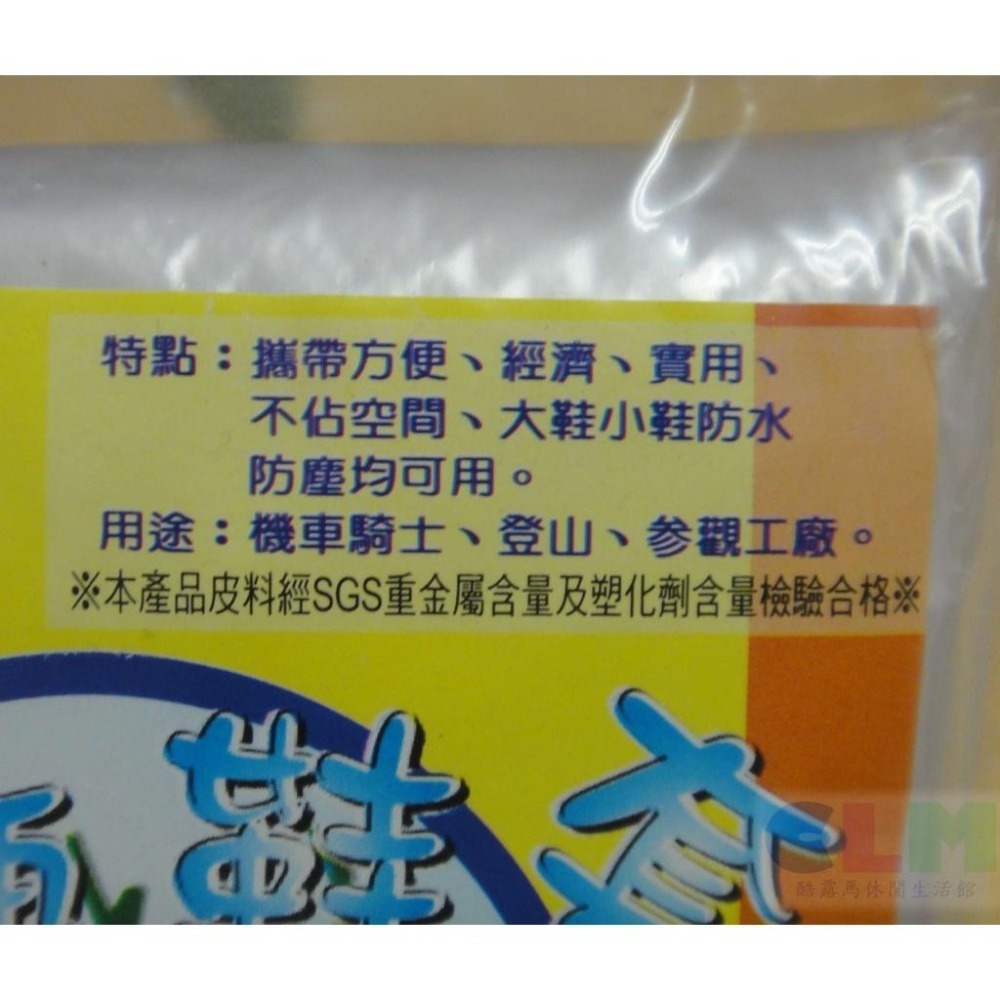 特點：攜帶方便、經濟、實用、
不佔空間、大鞋小鞋防水
防塵均可用。
用途：機車騎士、登山、參觀工廠。
※本產品皮料經SGS重金屬含量及塑化劑含量檢驗合格※
鞋套
CLM
酷露馬休閒生活館